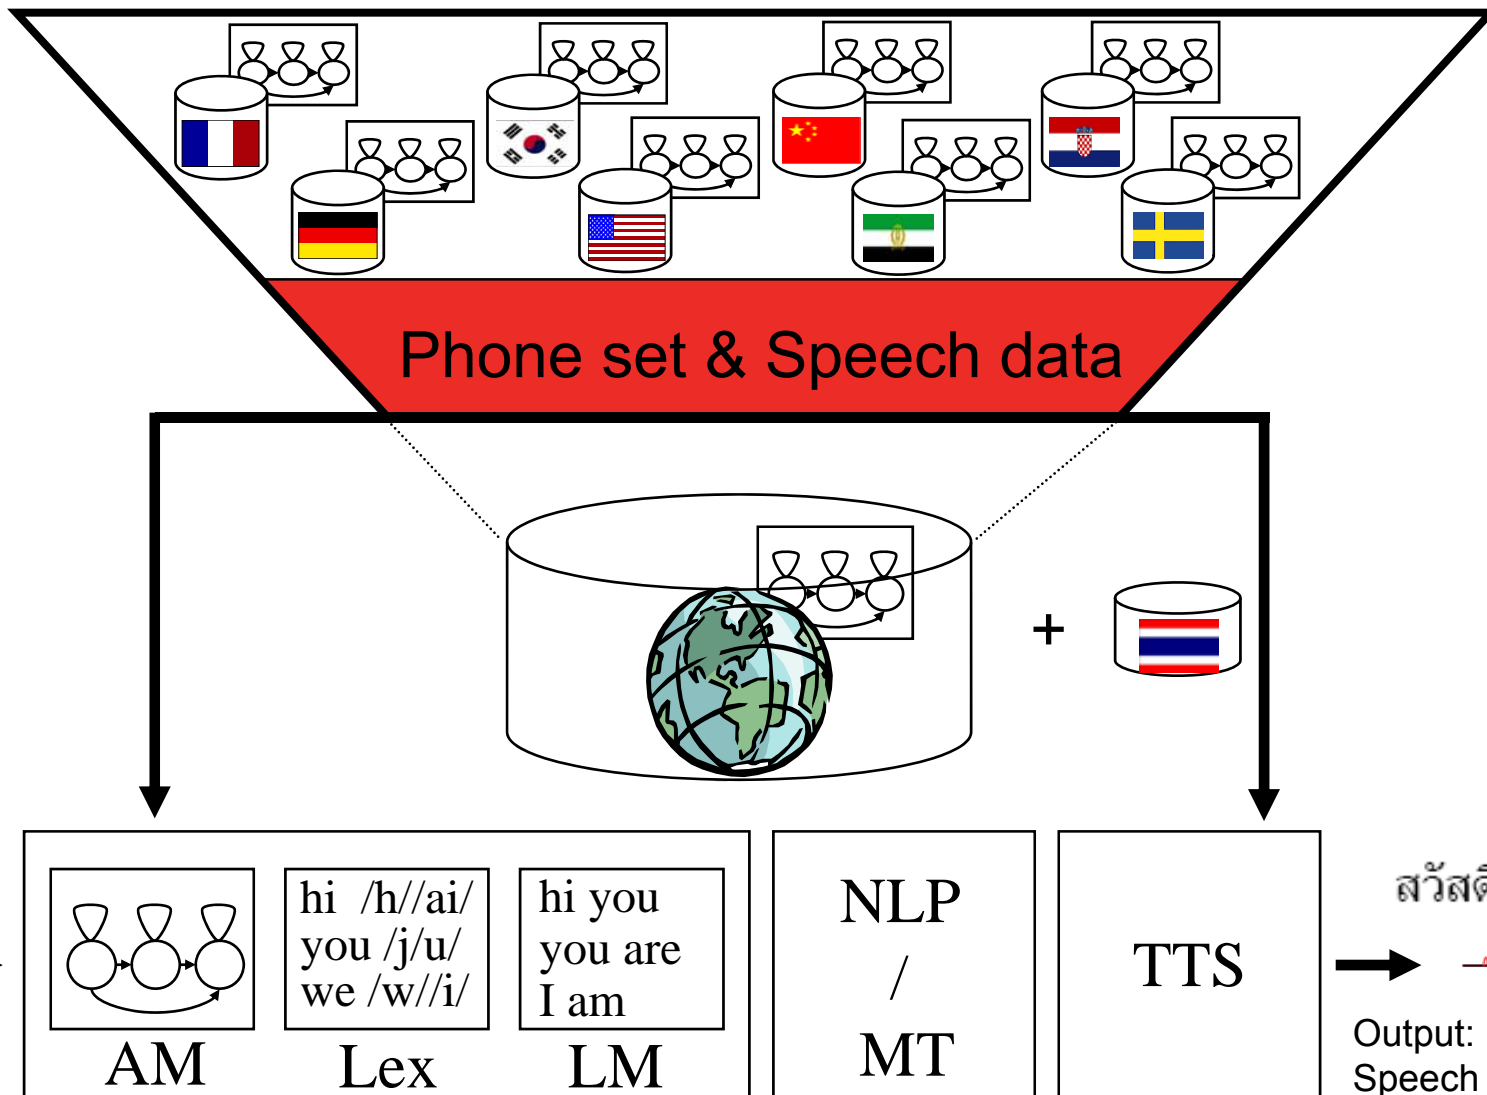 Phone set & Speech data
+
hi /h//ai/
you /j/u/
we /w//i/
hi you
you are
I am
AM
Lex
LM
NLP
/
MT
TTS
Output:
Speech